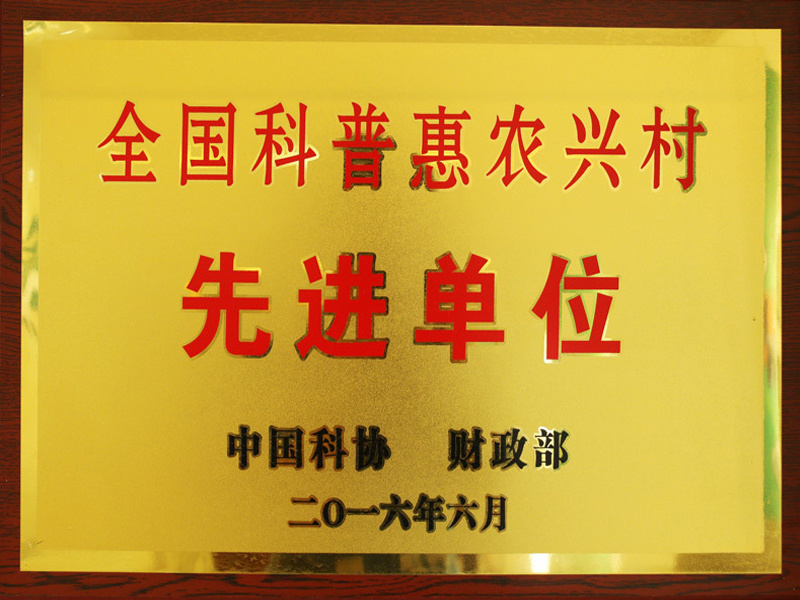 全国科普惠农兴村
先进单位
中国科协 财政部
二〇一六年六月